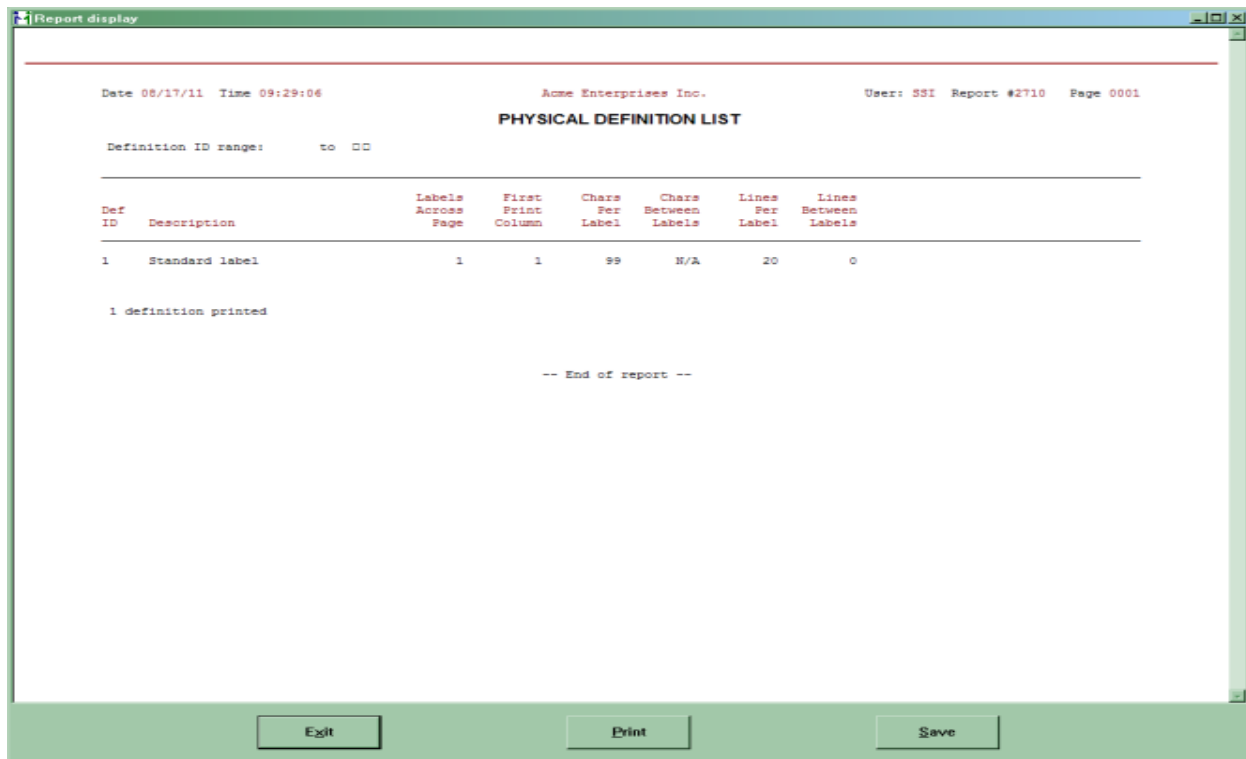 Report display
Date 08/17/11 Time 09:29:06 Acme Enterprises Inc. User: SSI Report #2710 Page 0001
PHYSICAL DEFINITION LIST
Definition ID range: to □□
Labels First Chars Chars Lines Lines
Def Across Print Per Between Per Between
ID Description Page Column Label Labels Label Labels
1 Standard label 1 1 99 N/A 20 0
1 definition printed
-- End of report --
Exit Print Save